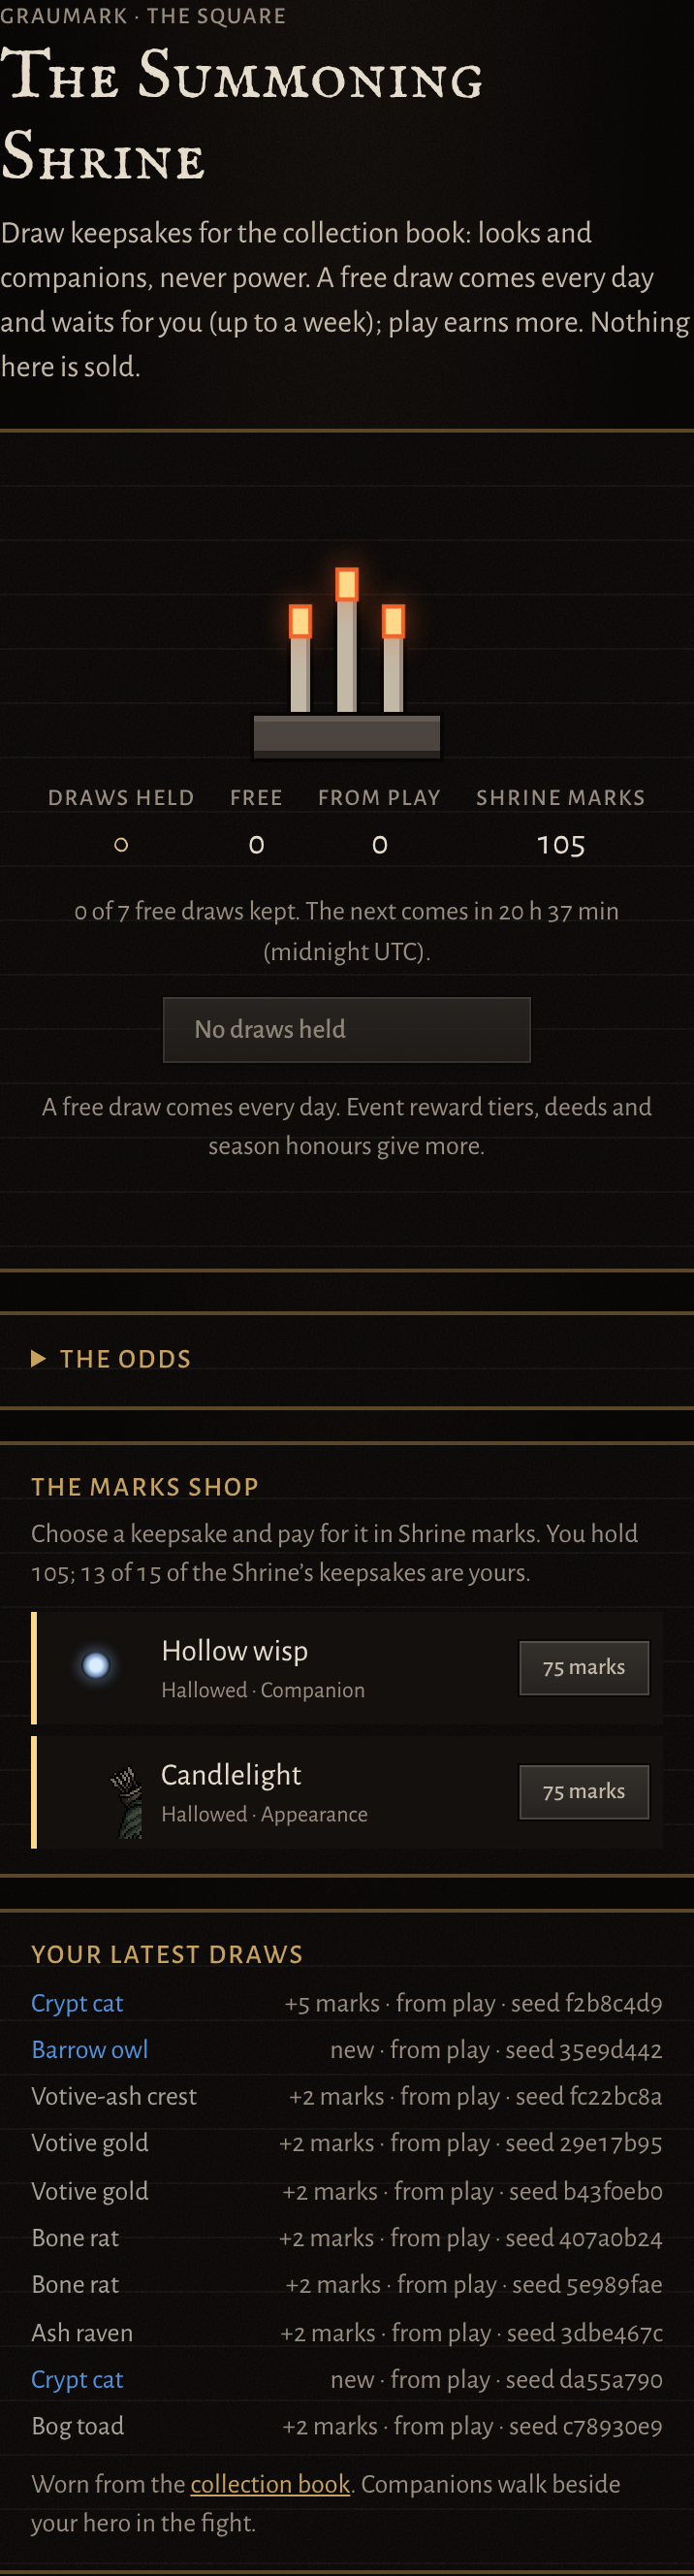 GRAUMARK · THE SQUARE
The Summoning
Shrine
Draw keepsakes for the collection book: looks and
companions, never power. A free draw comes every day
and waits for you (up to a week); play earns more. Nothing
here is sold.
DRAWS HELD FREE FROM PLAY SHRINE MARKS
0 0 0 105
0 of 7 free draws kept. The next comes in 20 h 37 min
(midnight UTC).
No draws held
A free draw comes every day. Event reward tiers, deeds and
season honours give more.
▶ THE ODDS
THE MARKS SHOP
Choose a keepsake and pay for it in Shrine marks. You hold
105; 13 of 15 of the Shrine’s keepsakes are yours.
Hollow wisp
Hallowed · Companion
75 marks
Candlelight
Hallowed · Appearance
75 marks
YOUR LATEST DRAWS
Crypt cat +5 marks · from play · seed f2b8c4d9
Barrow owl new · from play · seed 35e9d442
Votive-ash crest +2 marks · from play · seed fc22bc8a
Votive gold +2 marks · from play · seed 29e17b95
Votive gold +2 marks · from play · seed b43f0eb0
Bone rat +2 marks · from play · seed 407a0b24
Bone rat +2 marks · from play · seed 5e989fae
Ash raven +2 marks · from play · seed 3dbe467c
Crypt cat new · from play · seed da55a790
Bog toad +2 marks · from play · seed c78930e9
Worn from the collection book. Companions walk beside
your hero in the fight.